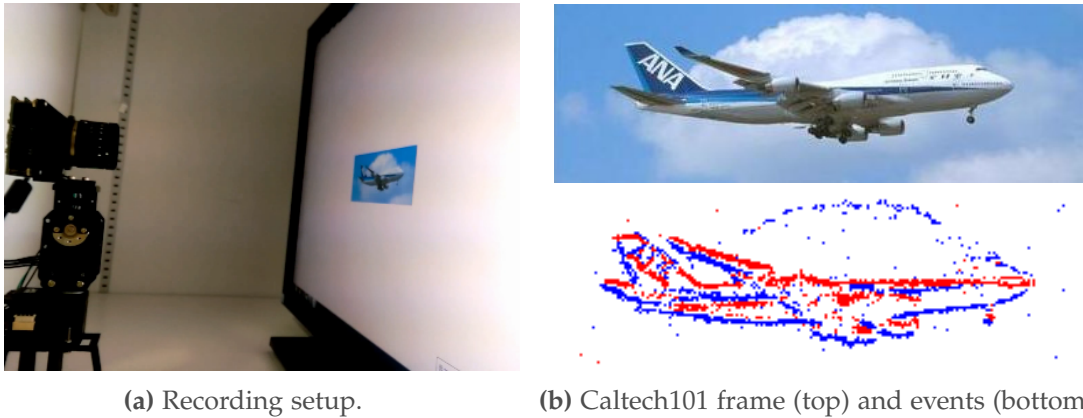 ANA
(a) Recording setup.
(b) Caltech101 frame (top) and events (bottom